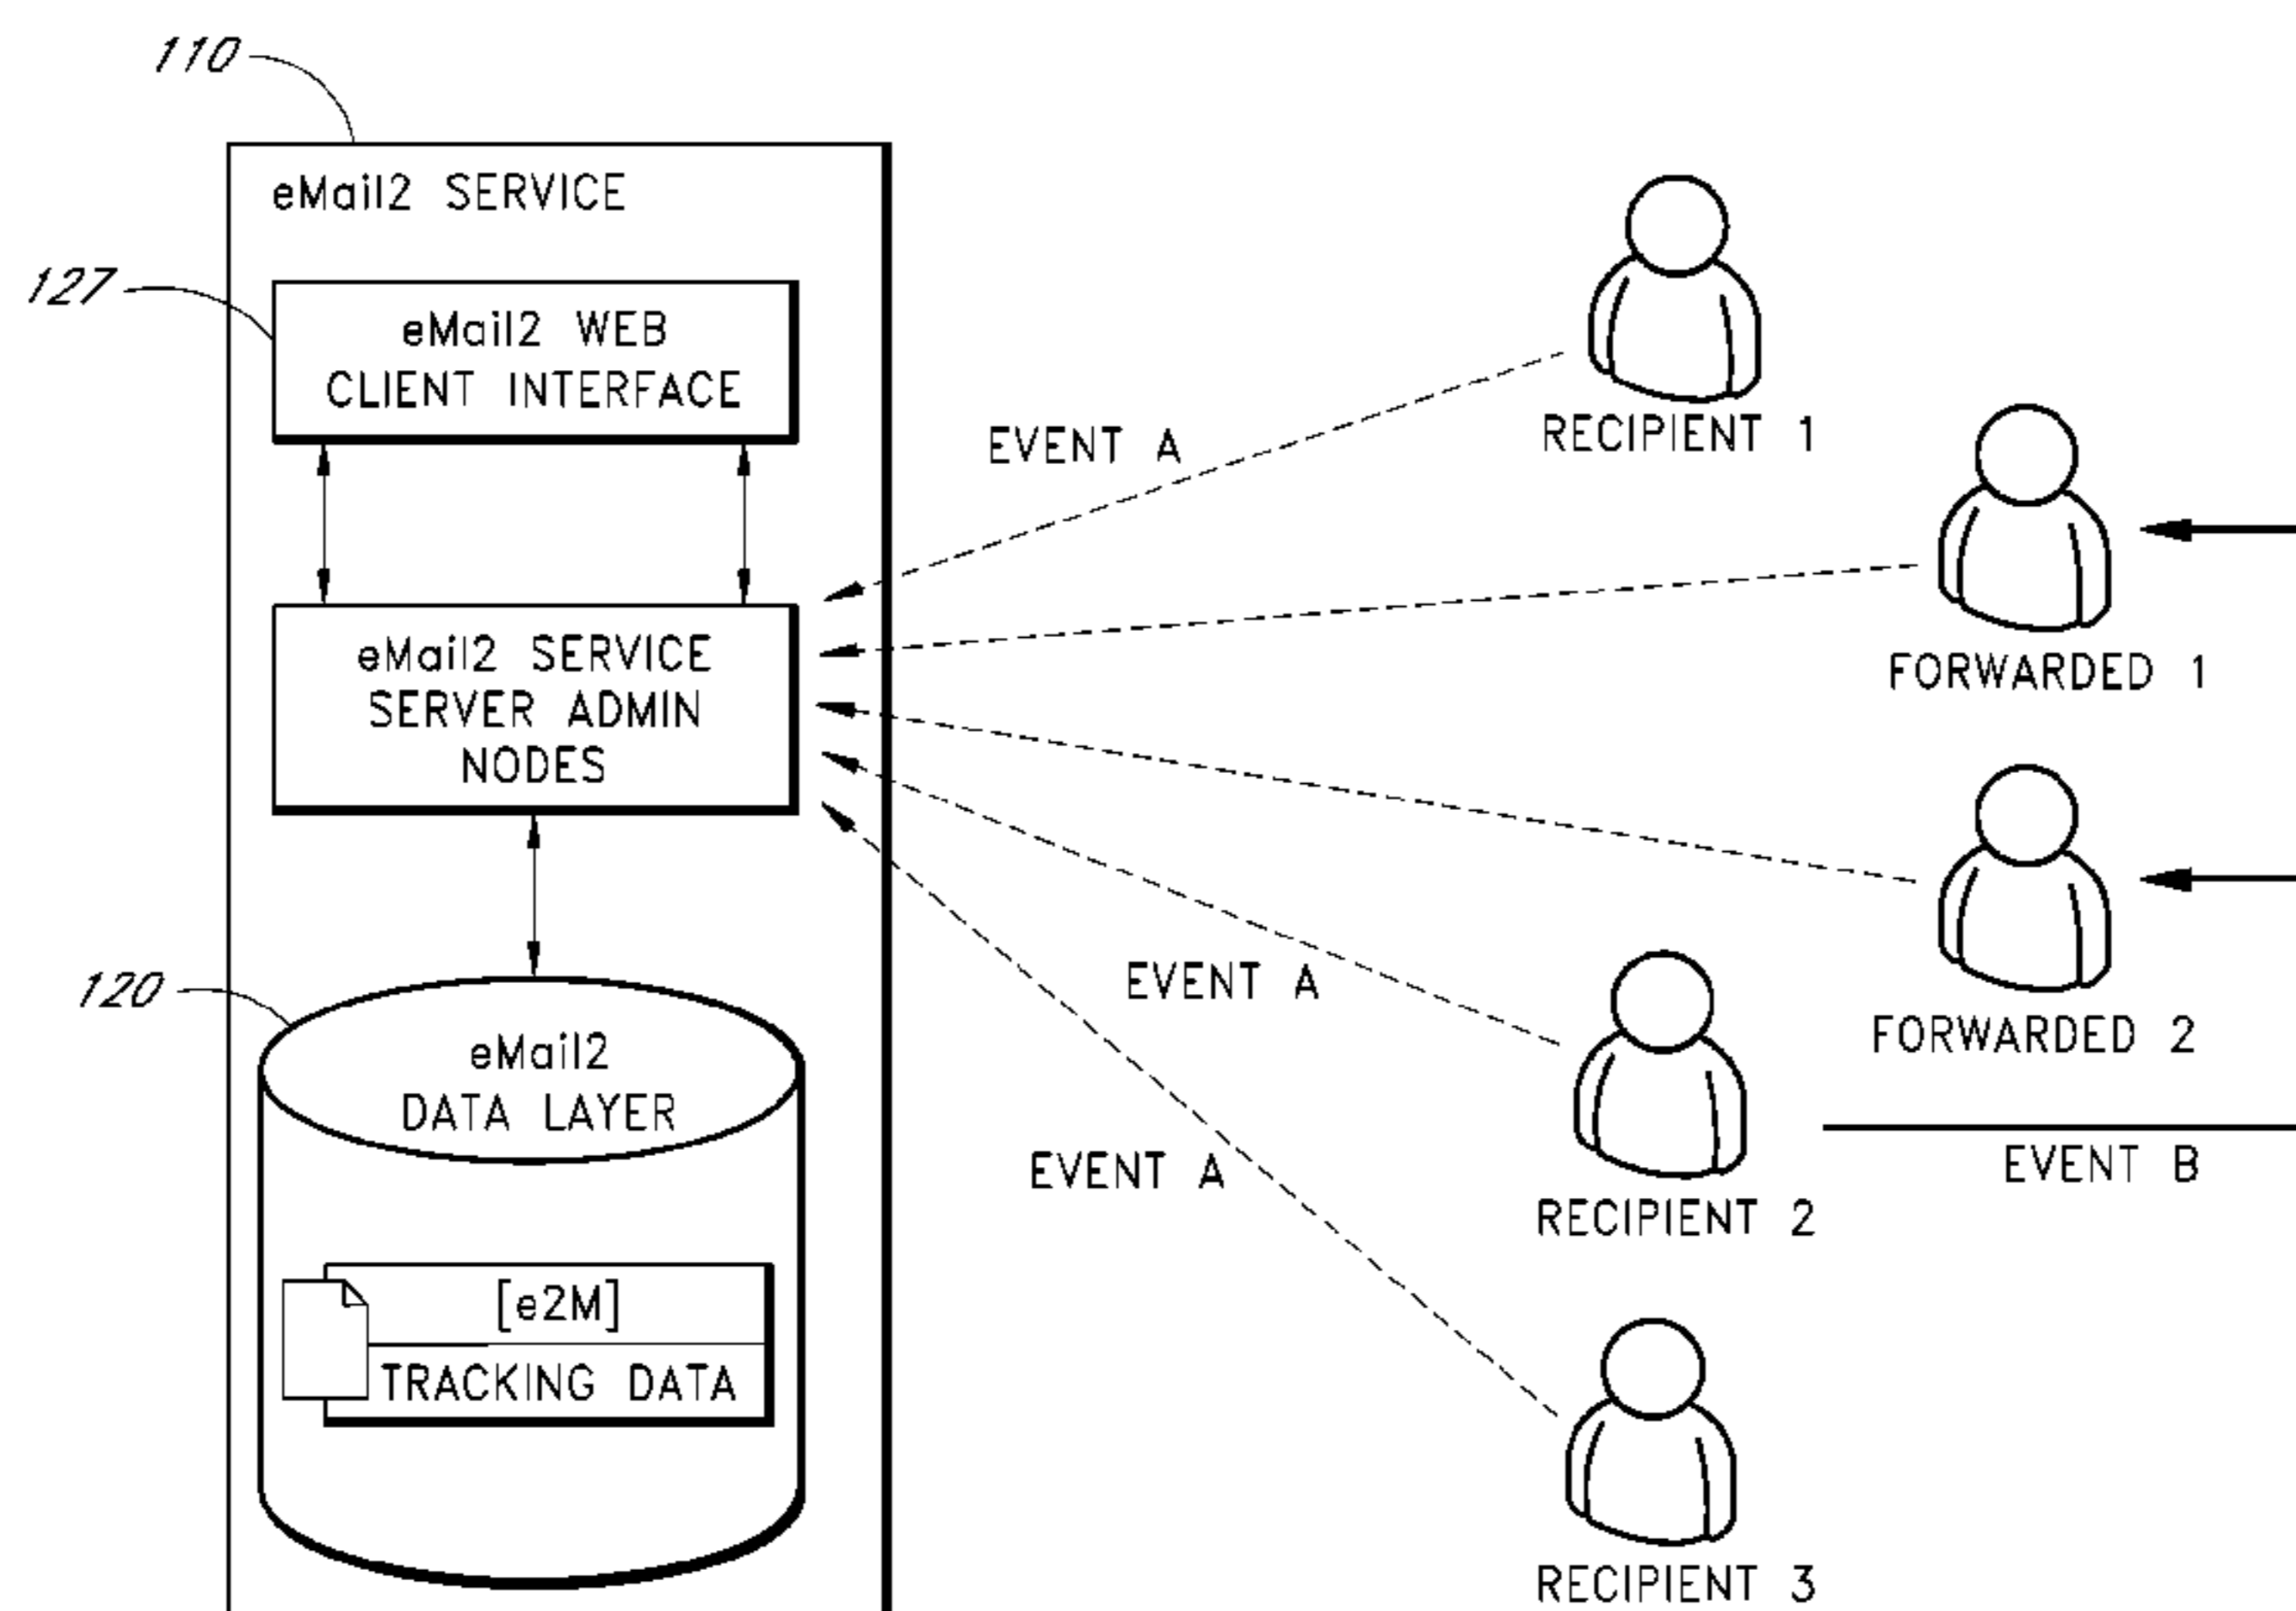 110
eMail2 SERVICE
127
eMail2 WEB
CLIENT INTERFACE
eMail2 SERVICE
SERVER ADMIN
NODES
120
eMail2
DATA LAYER
[e2M]
TRACKING DATA
EVENT A
RECIPIENT 1
FORWARDED 1
FORWARDED 2
EVENT A
EVENT B
RECIPIENT 2
EVENT A
RECIPIENT 3